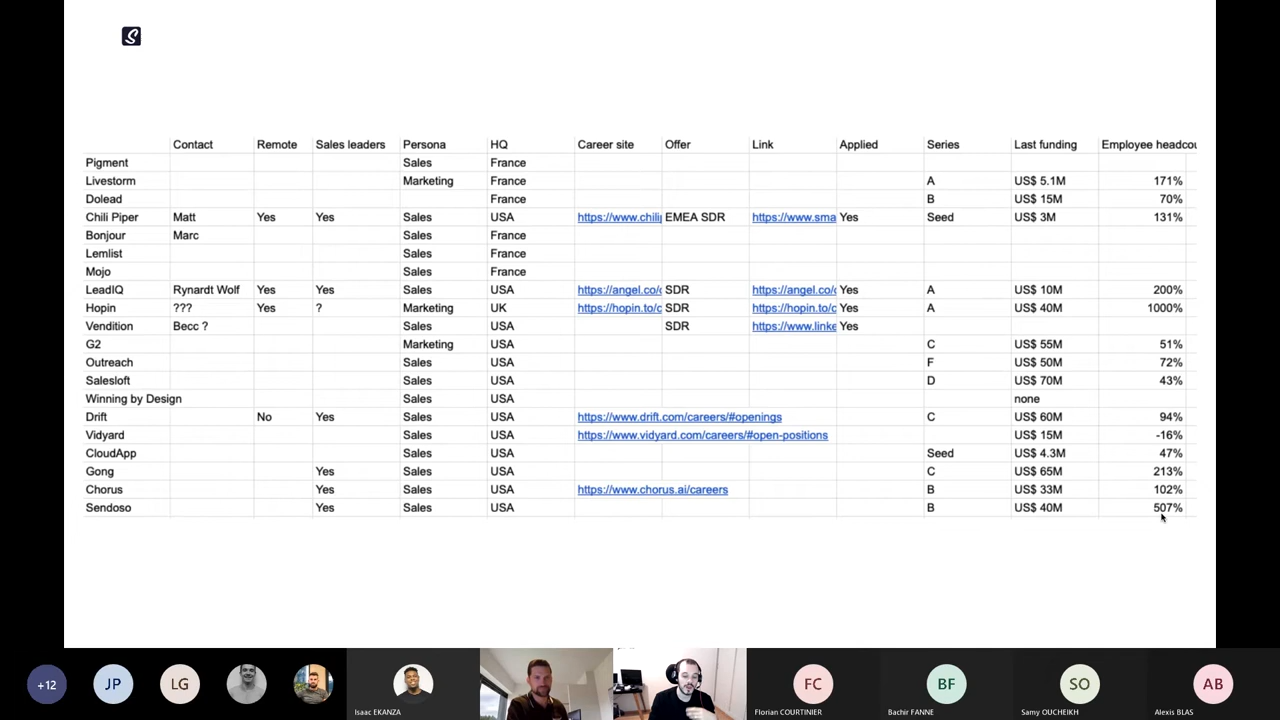 S
Contact Remote Sales leaders Persona HQ Career site Offer Link Applied Series Last funding Employee headcou
Pigment Sales France
Livestorm Marketing France A US$ 5.1M 171%
Dolead France B US$ 15M 70%
Chili Piper Matt Yes Yes Sales USA https://www.chili EMEA SDR https://www.sma Yes Seed US$ 3M 131%
Bonjour Marc Sales France
Lemlist Sales France
Mojo Sales France
LeadIQ Rynardt Wolf Yes Yes Sales USA https://angel.co/c SDR https://angel.co/c Yes A US$ 10M 200%
Hopin ??? Yes ? Marketing UK https://hopin.to/c SDR https://hopin.to/c Yes A US$ 40M 1000%
Vendition Becc ? Sales USA SDR https://www.linke Yes
G2 Marketing USA C US$ 55M 51%
Outreach Sales USA F US$ 50M 72%
Salesloft Sales USA D US$ 70M 43%
Winning by Design Sales USA none
Drift No Yes Sales USA https://www.drift.com/careers/#openings C US$ 60M 94%
Vidyard Sales USA https://www.vidyard.com/careers/#open-positions US$ 15M -16%
CloudApp Sales USA Seed US$ 4.3M 47%
Gong Yes Sales USA C US$ 65M 213%
Chorus Yes Sales USA https://www.chorus.ai/careers B US$ 33M 102%
Sendoso Yes Sales USA B US$ 40M 507%
+12 JP LG FC BF SO AB
Isaac EKANZA Florian COURTINIER Bachir FANNE Samy OUCHEIKH Alexis BLAS